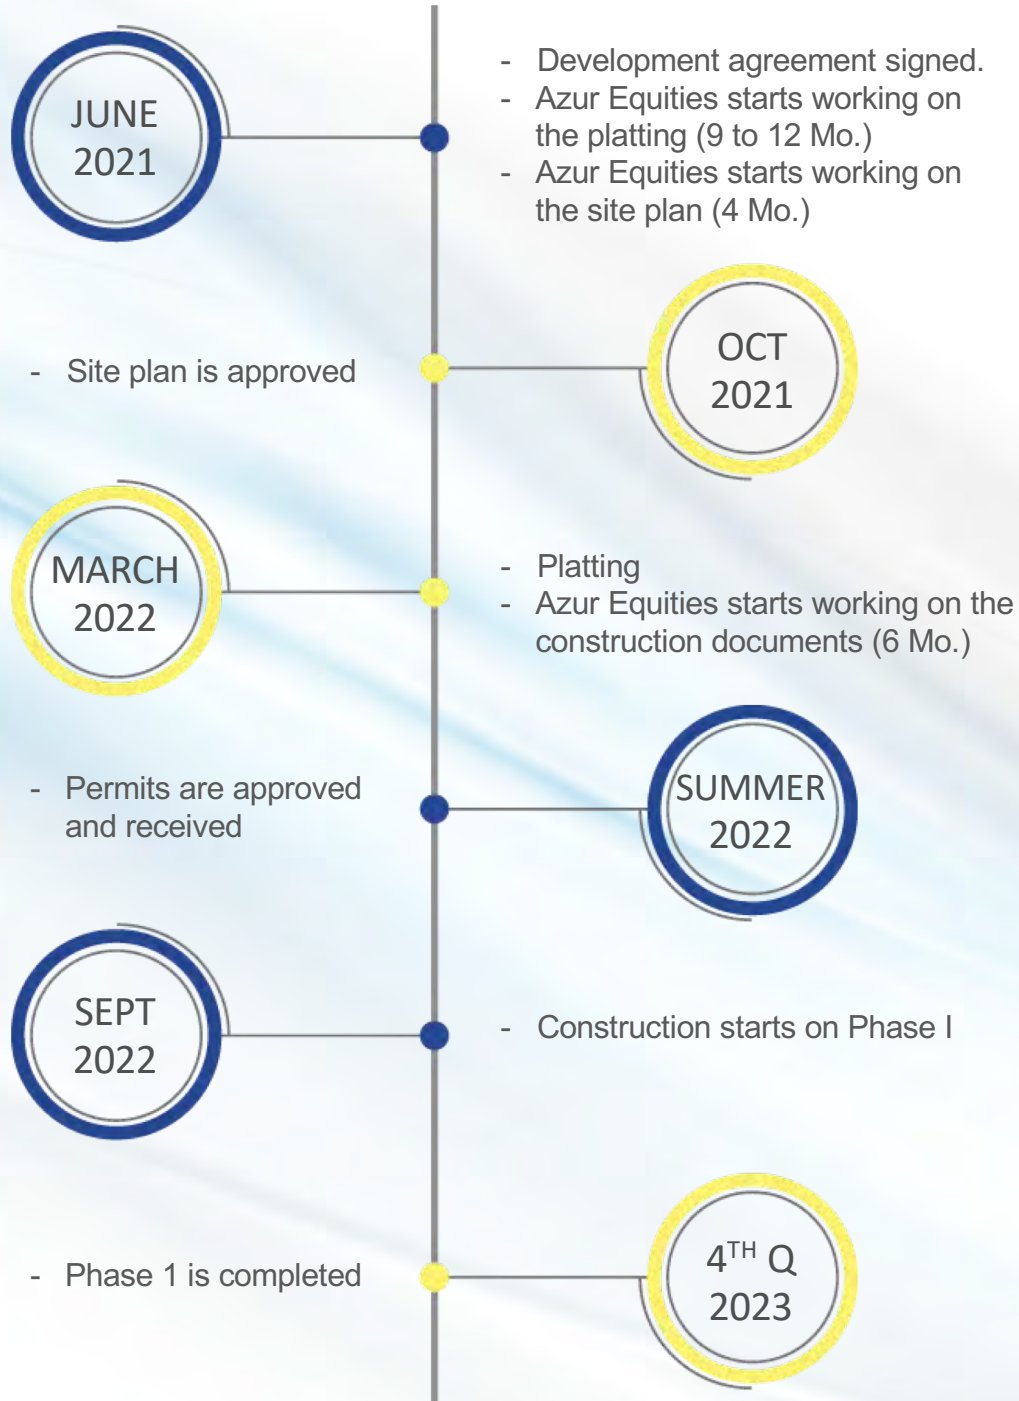 JUNE
2021
- Development agreement signed.
- Azur Equities starts working on
the platting (9 to 12 Mo.)
- Azur Equities starts working on
the site plan (4 Mo.)
- Site plan is approved
OCT
2021
MARCH
2022
- Platting
- Azur Equities starts working on the
construction documents (6 Mo.)
- Permits are approved
and received
SUMMER
2022
SEPT
2022
- Construction starts on Phase I
- Phase 1 is completed
4TH Q
2023